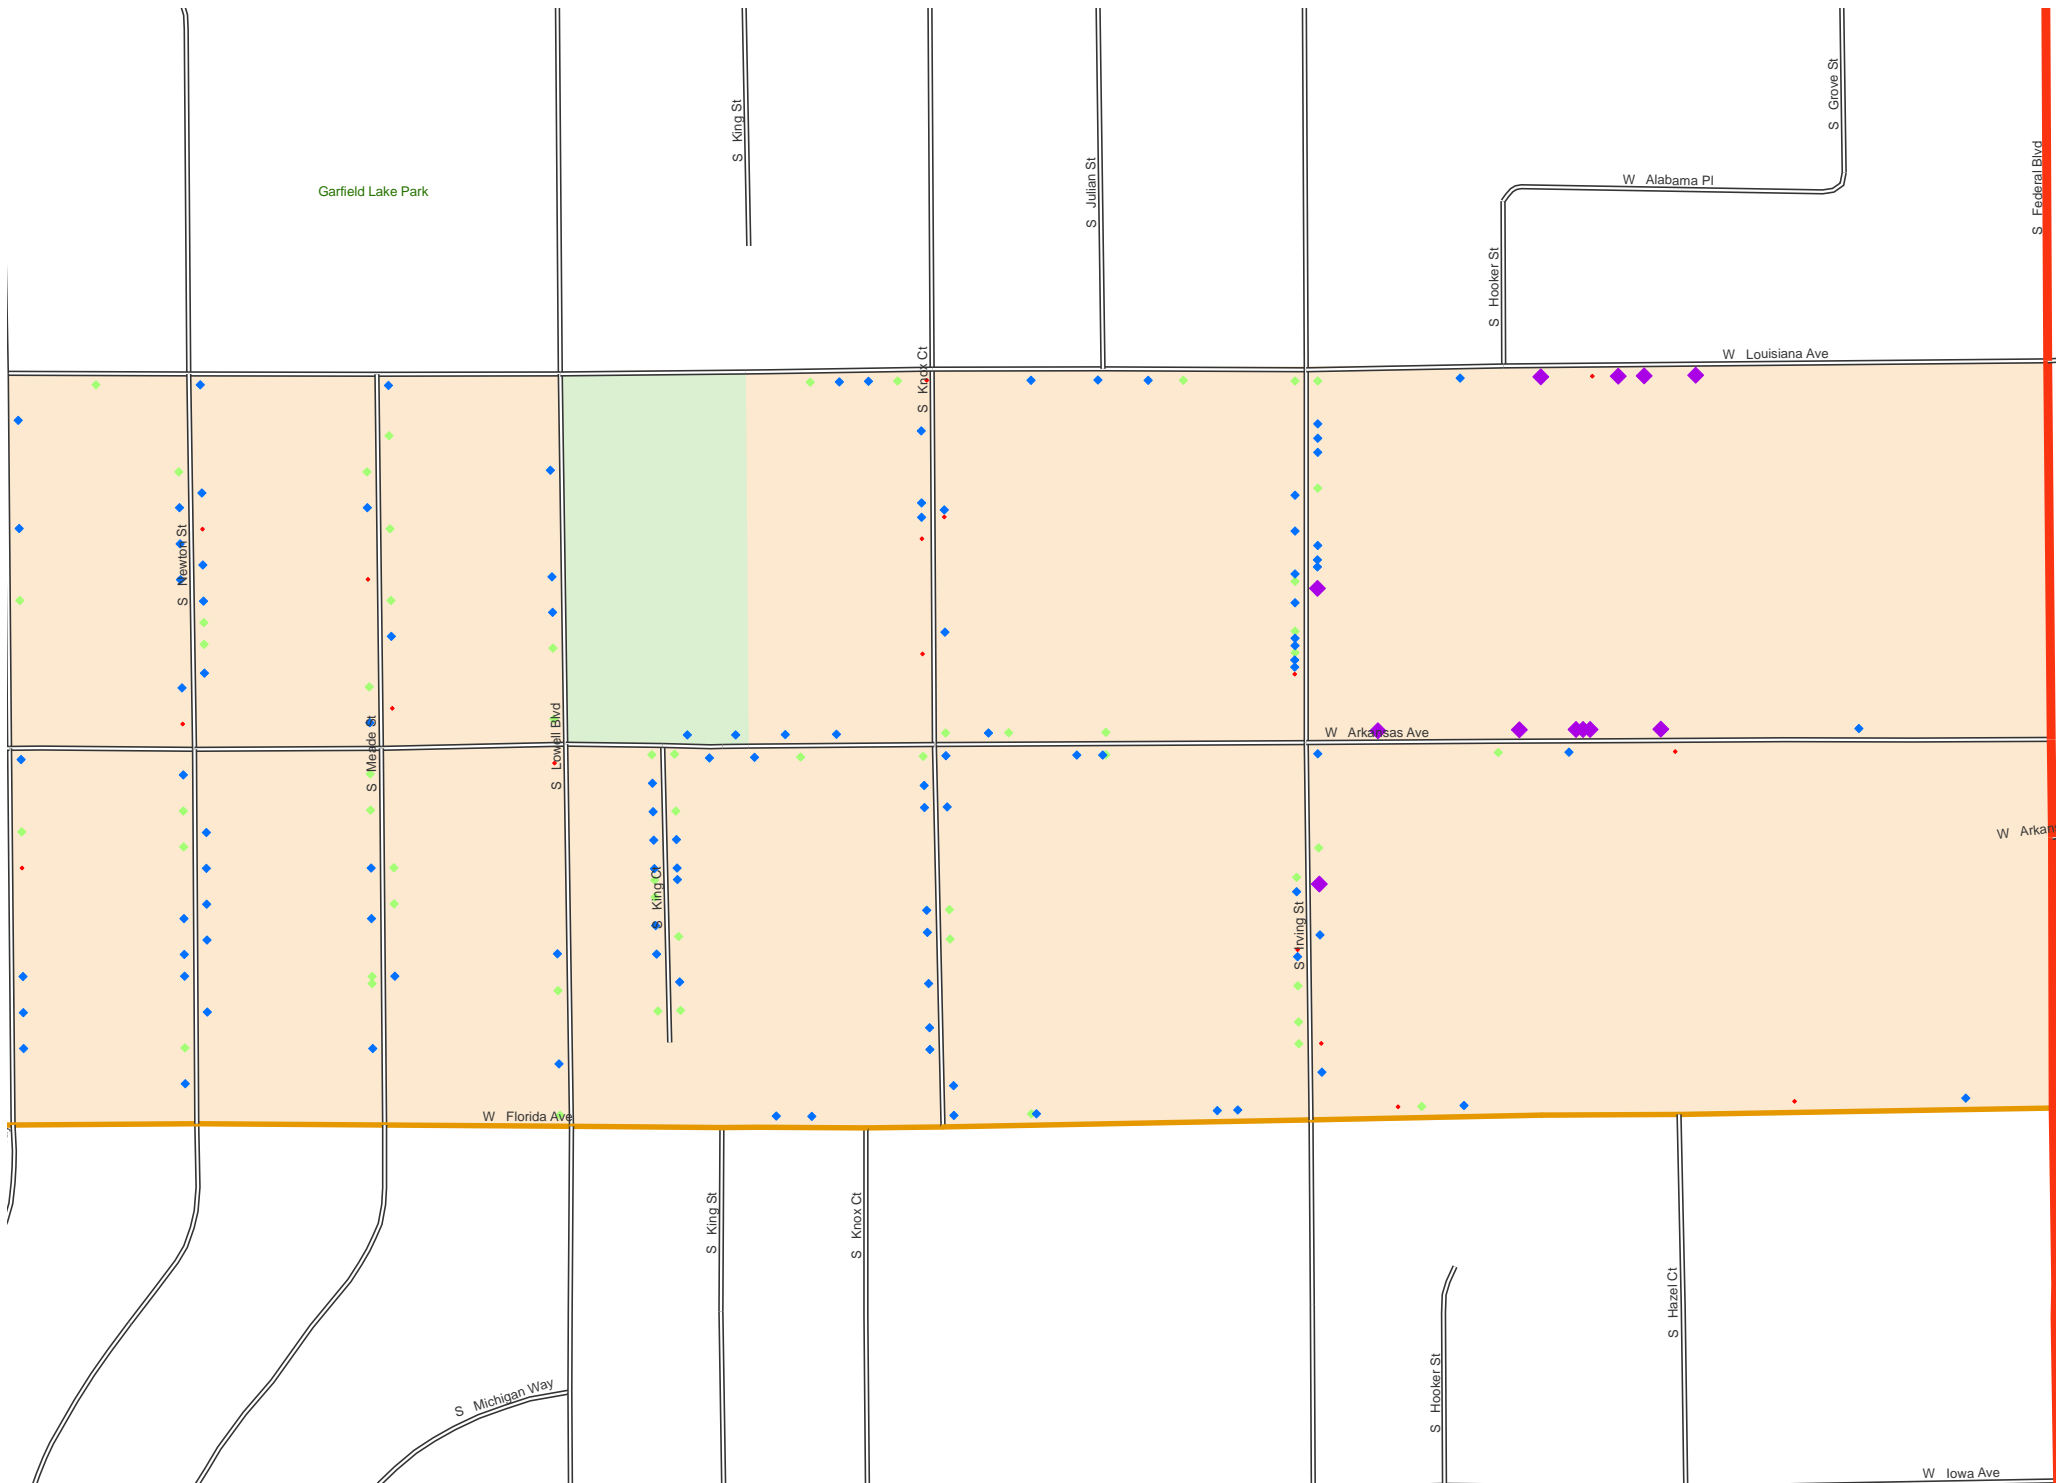 S Grove St
S King St
S Federal Blvd
S Julian St
W Alabama Pl
Garfield Lake Park
S Hooker St
W Louisiana Ave
S Knox Ct
S Newton St
W Arkansas Ave
S Meade St
S Lowell Blvd
W Arkan
S King Ct
S Irving St
W Florida Ave
S King St
S Knox Ct
S Hazel Ct
S Hooker St
S Michigan Way
W Iowa Ave